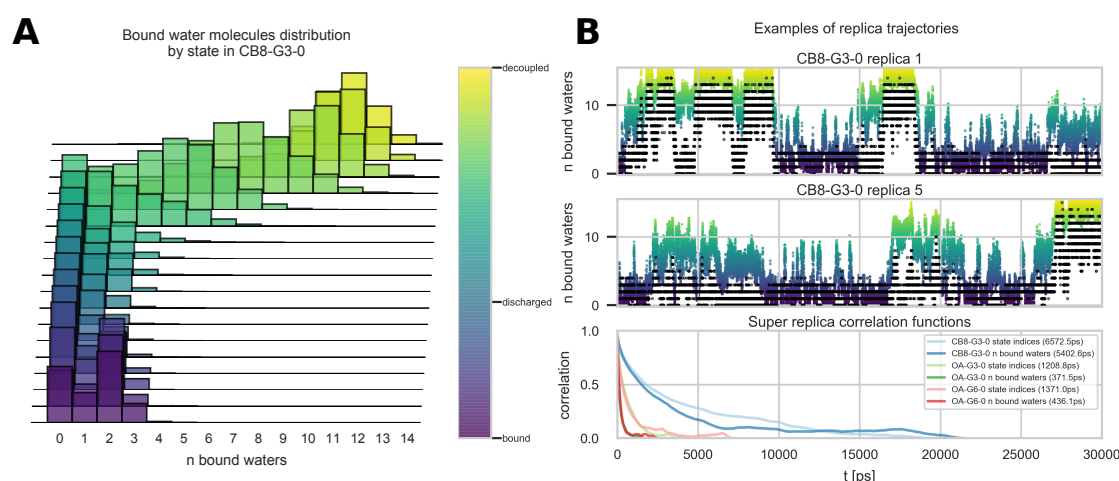 A
Bound water molecules distribution
by state in CB8-G3-0
decoupled
discharged
bound
0 1 2 3 4 5 6 7 8 9 10 11 12 13 14
n bound waters
B
Examples of replica trajectories
CB8-G3-0 replica 1
n bound waters
10
0
CB8-G3-0 replica 5
n bound waters
10
0
Super replica correlation functions
correlation
1.0
0.5
0.0
CB8-G3-0 state indices (6572.5ps)
CB8-G3-0 n bound waters (5402.6ps)
OA-G3-0 state indices (1208.8ps)
OA-G3-0 n bound waters (371.5ps)
OA-G6-0 state indices (1371.0ps)
OA-G6-0 n bound waters (436.1ps)
0 5000 10000 15000 20000 25000 30000
t [ps]